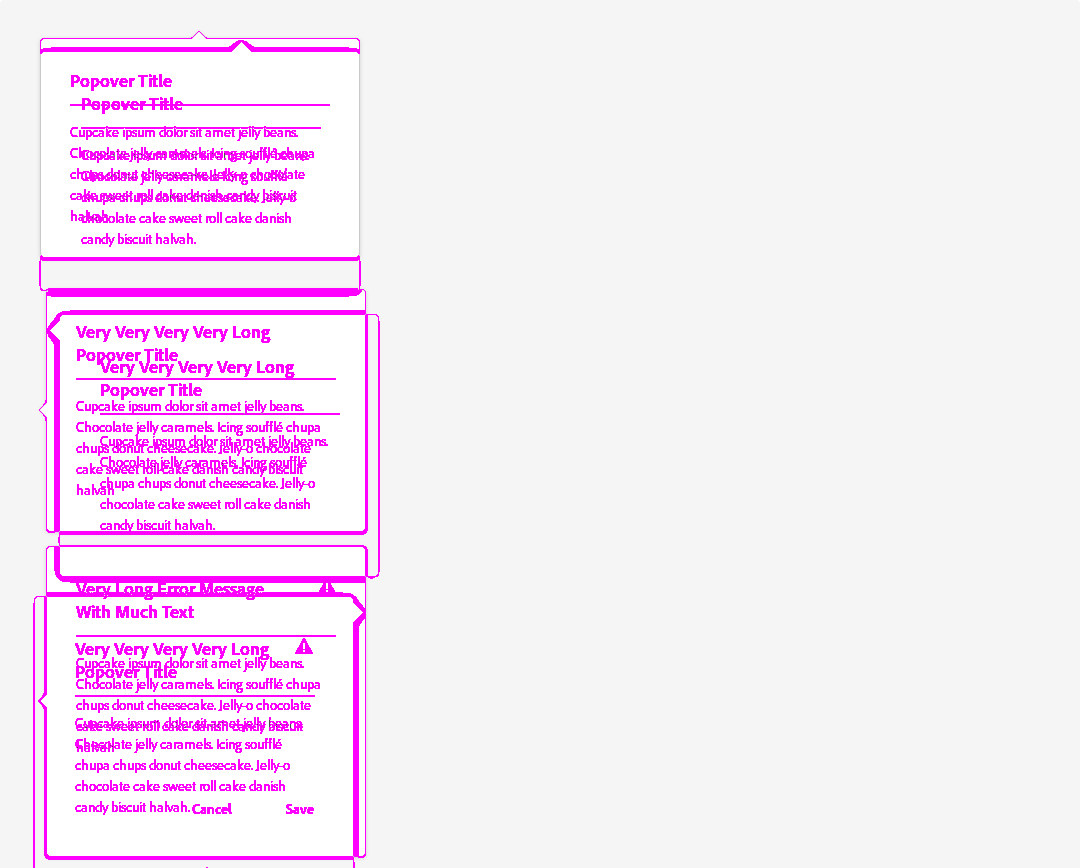 Popover Title
Popover Title
Cupcake ipsum dolor sit amet jelly beans.
Chocolate jelly caramels. Icing soufflé chupa
Cupcake ipsum dolor sit amet jelly beans.
chups donut cheesecake. Jelly-o chocolate
Chocolate jelly caramels. Icing soufflé
cake sweet roll cake danish candy biscuit
chupa chups donut cheesecake. Jelly-o
halvah
chocolate cake sweet roll cake danish
candy biscuit halvah.
Very Very Very Very Long
Popover Title
Very Very Very Very Long
Popover Title
Cupcake ipsum dolor sit amet jelly beans.
Chocolate jelly caramels. Icing soufflé chupa
Cupcake ipsum dolor sit amet jelly beans.
chups donut cheesecake. Jelly-o chocolate
Chocolate jelly caramels. Icing soufflé
cake sweet roll cake danish candy biscuit
chupa chups donut cheesecake. Jelly-o
halvah
chocolate cake sweet roll cake danish
candy biscuit halvah.
Very Long Error Message
With Much Text
Very Very Very Very Long
Cupcake ipsum dolor sit amet jelly beans.
Popover Title
Chocolate jelly caramels. Icing soufflé chupa
chups donut cheesecake. Jelly-o chocolate
Cupcake ipsum dolor sit amet jelly beans.
cake sweet roll cake danish candy biscuit
Chocolate jelly caramels. Icing soufflé
halvah
chupa chups donut cheesecake. Jelly-o
chocolate cake sweet roll cake danish
candy biscuit halvah.
Cancel Save